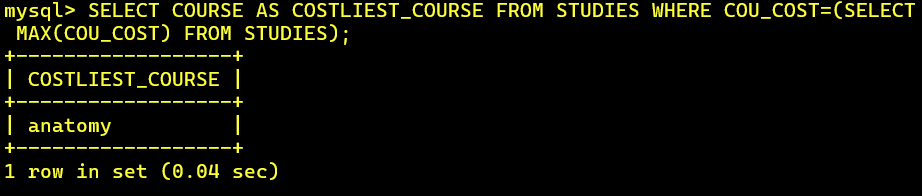 mysql> SELECT COURSE AS COSTLIEST_COURSE FROM STUDIES WHERE COU_COST=(SELECT
 MAX(COU_COST) FROM STUDIES);
+------------------+
| COSTLIEST_COURSE |
+------------------+
| anatomy          |
+------------------+
1 row in set (0.04 sec)